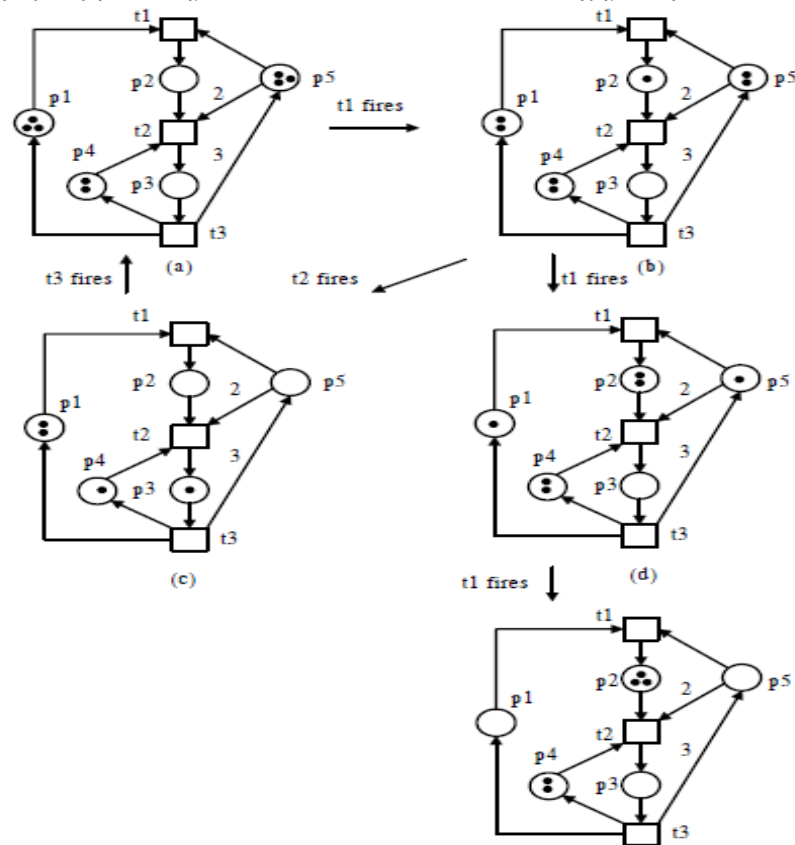 t1
p2
p5
p1
2
t2
p4
3
p3
t3
(a)
t1 fires
t1
p2
p5
p1
2
t2
p4
3
p3
t3
(b)
t3 fires
t2 fires
t1 fires
t1
p2
p5
p1
2
t2
p4
3
p3
t3
(c)
t1
p2
p5
p1
2
t2
p4
3
p3
t3
(d)
t1 fires
t1
p2
p5
p1
2
t2
p4
3
p3
t3